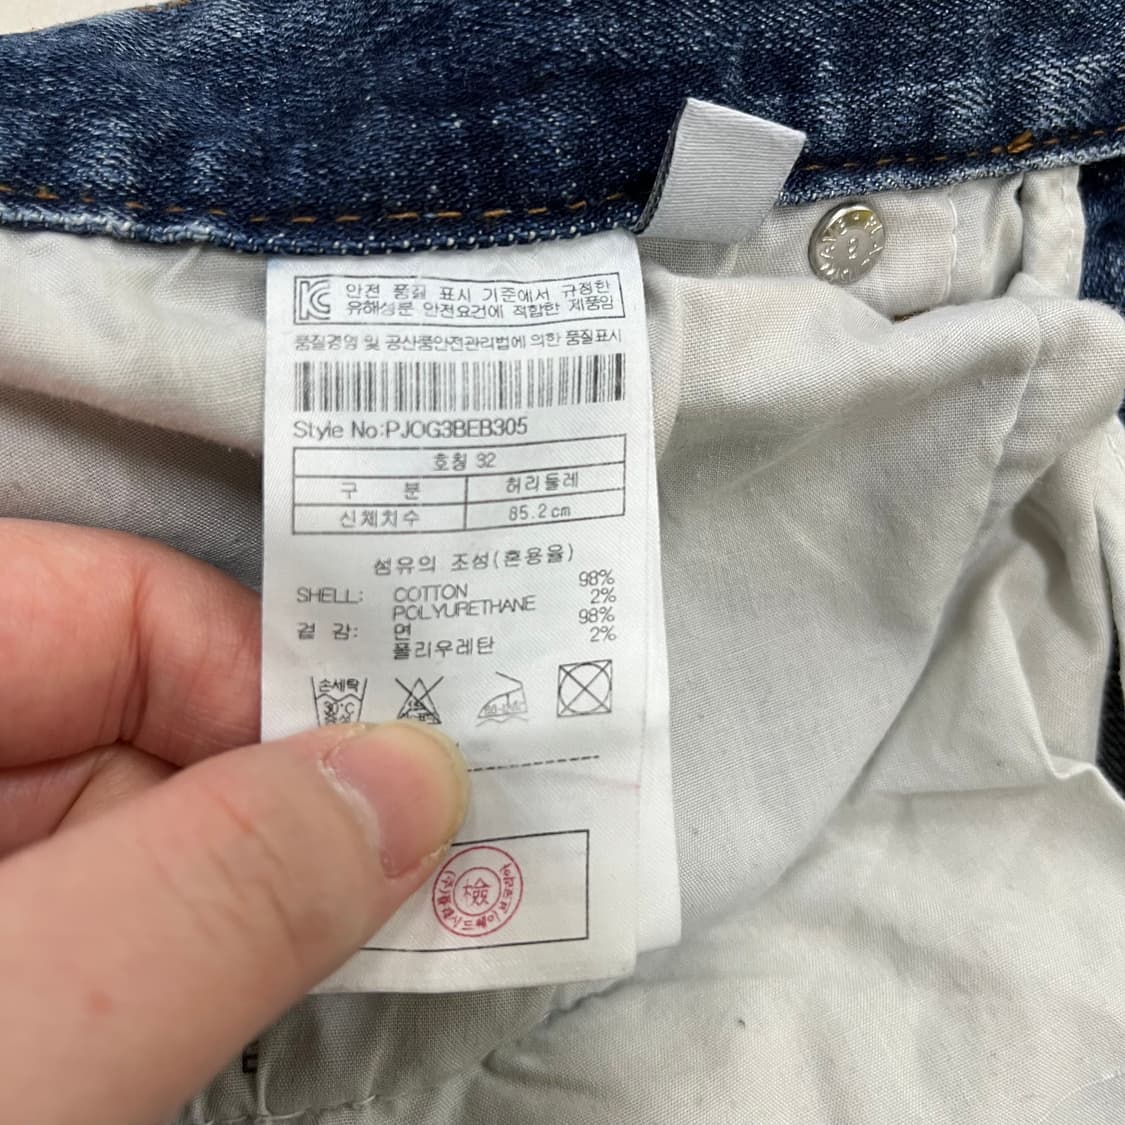 안전 품질 표시 기준에서 규정한
유해성분 안전요건에 적합한 제품임
품질경영 및 공산품안전관리법에 의한 품질표시
Style No:PJOG3BEB305
호칭 32
구 분 허리둘레
신체치수 85.2cm
섬유의 조성(혼용율)
SHELL: COTTON 98%
POLYURETHANE 2%
겉 감: 면 98%
폴리우레탄 2%
손세탁
30°C
檢